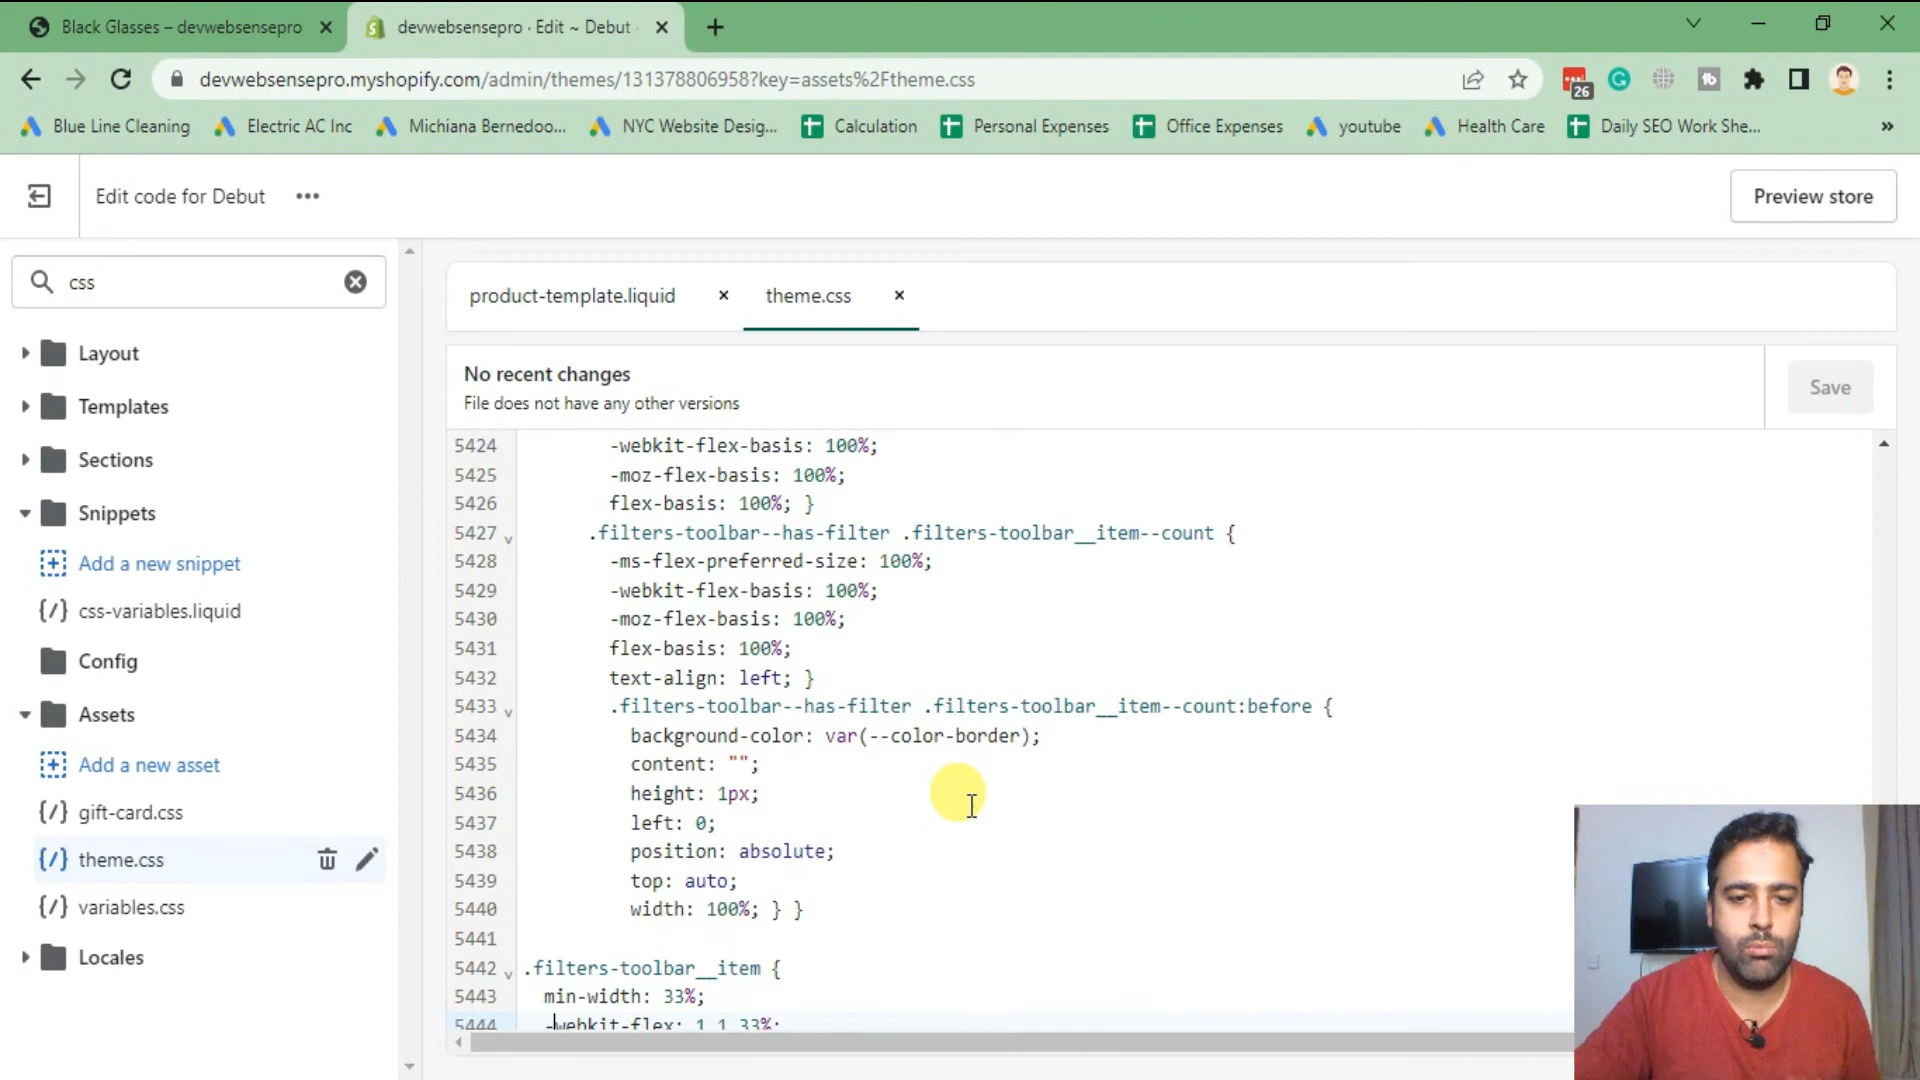 Black Glasses – devwebsensepro
devwebsensepro · Edit ~ Debut ·
devwebsensepro.myshopify.com/admin/themes/131378806958?key=assets%2Ftheme.css
26
Blue Line Cleaning
Electric AC Inc
Michiana Bernedoo...
NYC Website Desig...
Calculation
Personal Expenses
Office Expenses
youtube
Health Care
Daily SEO Work She...
»
Edit code for Debut
Preview store
css
Layout
Templates
Sections
Snippets
Add a new snippet
{/} css-variables.liquid
Config
Assets
Add a new asset
{/} gift-card.css
{/} theme.css
{/} variables.css
Locales
product-template.liquid
theme.css
No recent changes
File does not have any other versions
Save
5424 -webkit-flex-basis: 100%;
5425 -moz-flex-basis: 100%;
5426 flex-basis: 100%; }
5427 .filters-toolbar--has-filter .filters-toolbar__item--count {
5428 -ms-flex-preferred-size: 100%;
5429 -webkit-flex-basis: 100%;
5430 -moz-flex-basis: 100%;
5431 flex-basis: 100%;
5432 text-align: left; }
5433 .filters-toolbar--has-filter .filters-toolbar__item--count:before {
5434 background-color: var(--color-border);
5435 content: "";
5436 height: 1px;
5437 left: 0;
5438 position: absolute;
5439 top: auto;
5440 width: 100%; } }
5441
5442 .filters-toolbar__item {
5443 min-width: 33%;
5444 -webkit-flex: 1 1 33%;